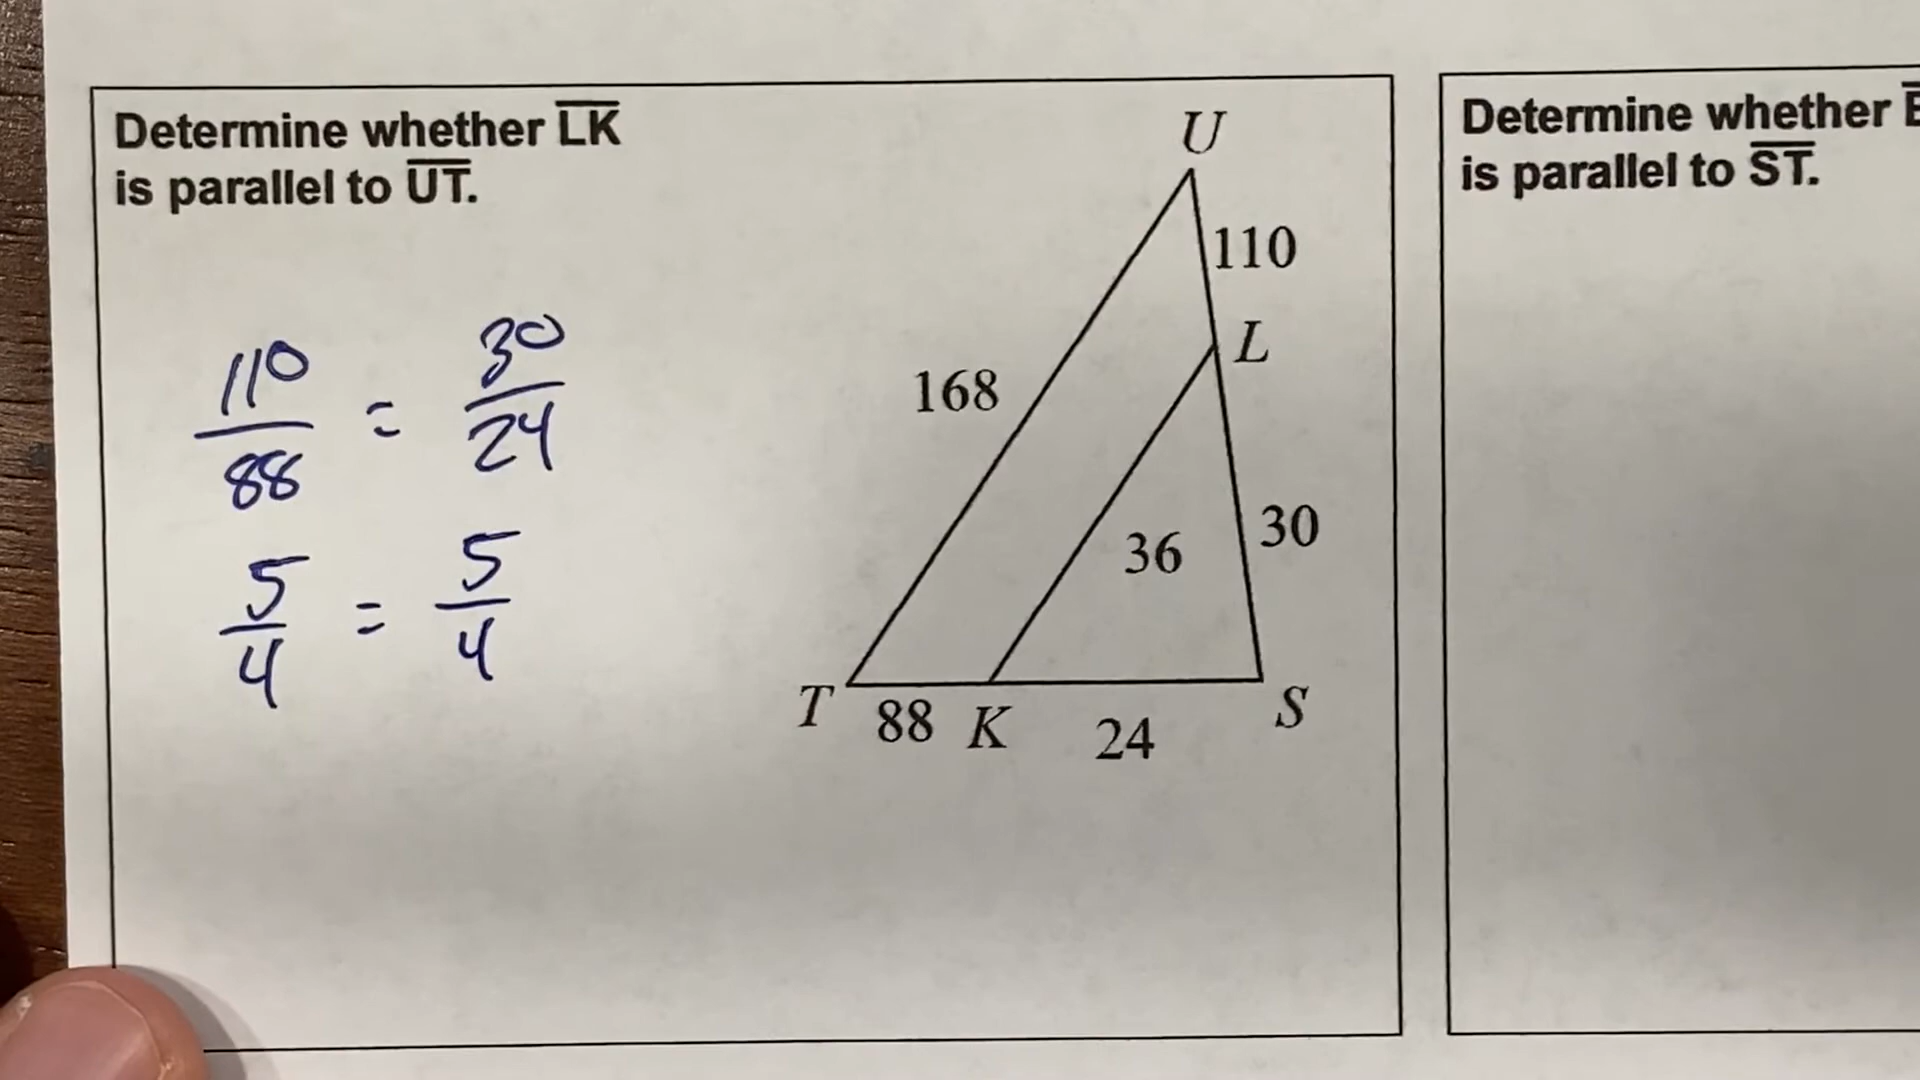 Determine whether LK
is parallel to UT.
110/88 = 30/24
5/4 = 5/4
U
110
L
168
36
30
T 88 K 24 S
Determine whether
is parallel to ST.